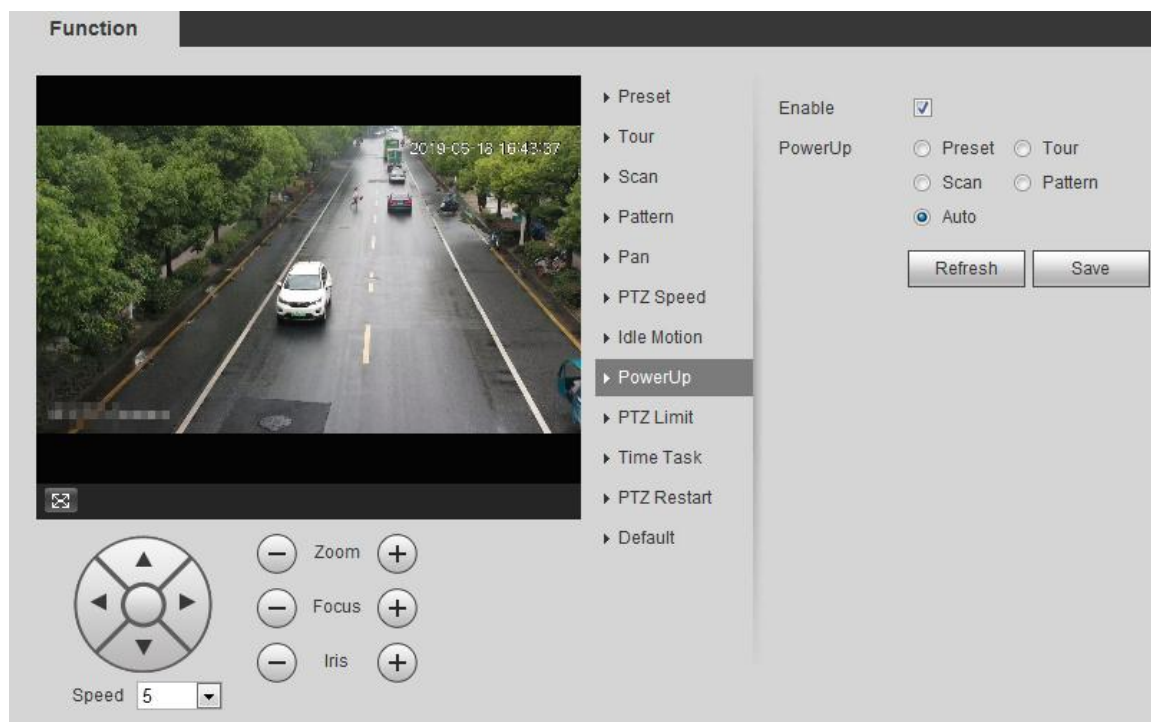 Function
2019-05-18 16:43:37
Preset
Tour
Scan
Pattern
Pan
PTZ Speed
Idle Motion
PowerUp
PTZ Limit
Time Task
PTZ Restart
Default
Enable
PowerUp
Preset Tour
Scan Pattern
Auto
Refresh Save
Zoom
Focus
Iris
Speed 5